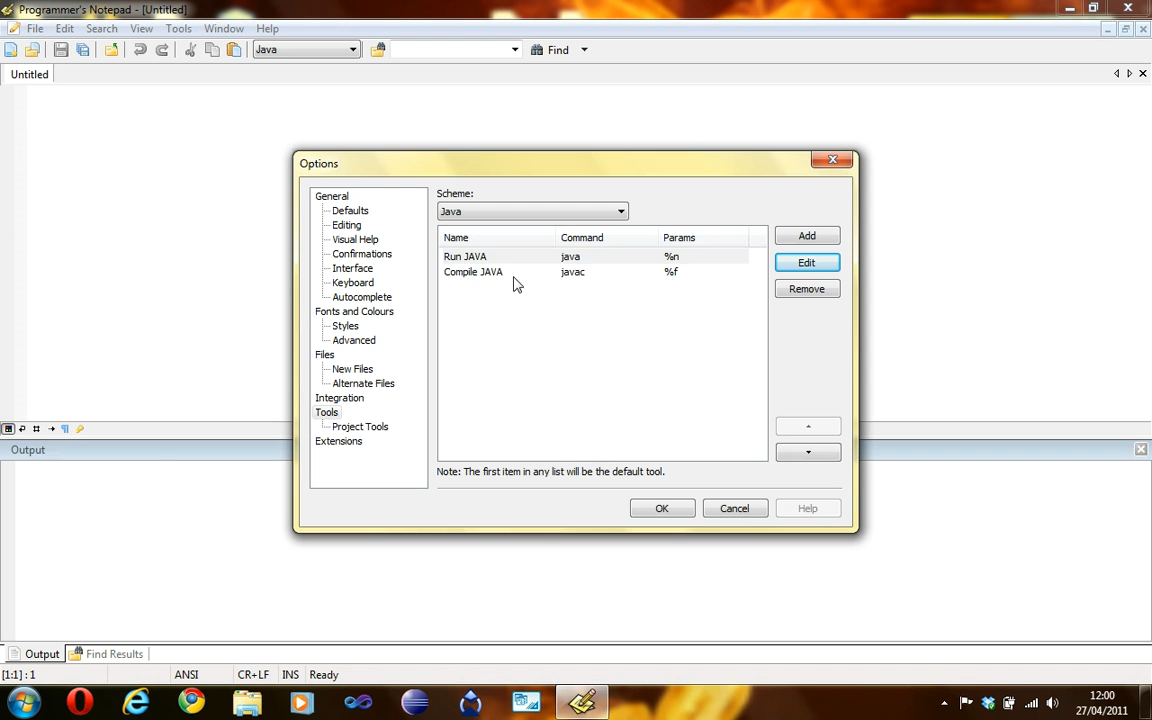 Programmer's Notepad - [Untitled]
File Edit Search View Tools Window Help
Java Find
Untitled
Options
General
Defaults
Editing
Visual Help
Confirmations
Interface
Keyboard
Autocomplete
Fonts and Colours
Styles
Advanced
Files
New Files
Alternate Files
Integration
Tools
Project Tools
Extensions
Scheme:
Java
Name Command Params
Run JAVA java %n
Compile JAVA javac %f
Add
Edit
Remove
Note: The first item in any list will be the default tool.
OK Cancel Help
Output
Output Find Results
[1:1] : 1 ANSI CR+LF INS Ready
12:00
27/04/2011